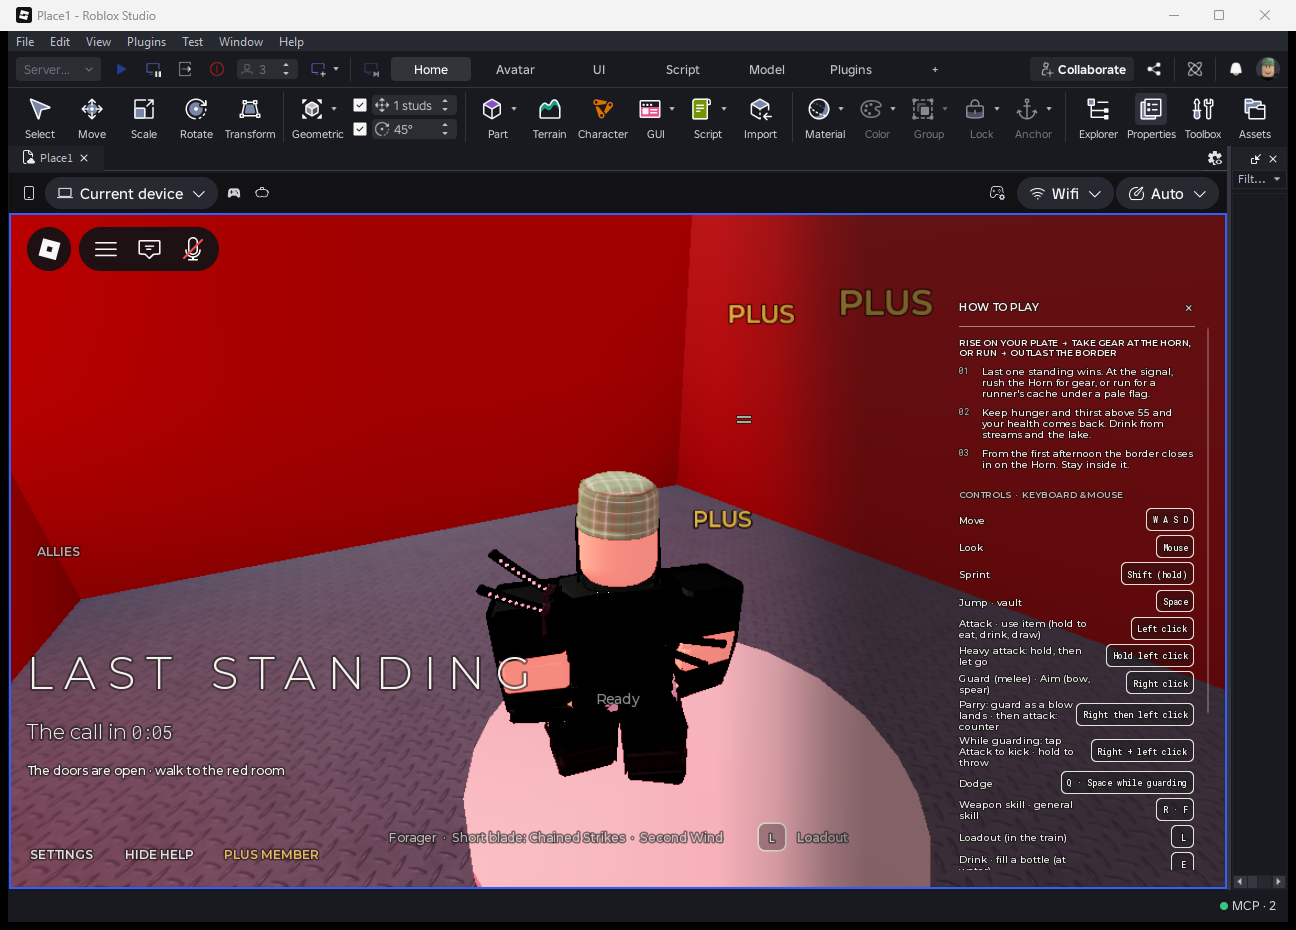 Place1 - Roblox Studio
File Edit View Plugins Test Window Help
Server... 3 Home Avatar UI Script Model Plugins + Collaborate
Select Move Scale Rotate Transform Geometric 1 studs 45° Part Terrain Character GUI Script Import Material Color Group Lock Anchor Explorer Properties Toolbox Assets
Place1
Current device Wifi Auto
Filt...
PLUS
PLUS
PLUS
HOW TO PLAY ×
RISE ON YOUR PLATE → TAKE GEAR AT THE HORN,
OR RUN → OUTLAST THE BORDER
01 Last one standing wins. At the signal,
rush the Horn for gear, or run for a
runner's cache under a pale flag.
02 Keep hunger and thirst above 55 and
your health comes back. Drink from
streams and the lake.
03 From the first afternoon the border closes
in on the Horn. Stay inside it.
CONTROLS · KEYBOARD & MOUSE
Move W A S D
Look Mouse
Sprint Shift (hold)
Jump · vault Space
Attack · use item (hold to
eat, drink, draw) Left click
Heavy attack: hold, then
let go Hold left click
Guard (melee) · Aim (bow,
spear) Right click
Parry: guard as a blow
lands · then attack:
counter Right then left click
While guarding: tap
Attack to kick · hold to
throw Right + left click
Dodge Q · Space while guarding
Weapon skill · general
skill R · F
Loadout (in the train) L
Drink · fill a bottle (at
water) E
ALLIES
LAST STANDING
Ready
The call in 0:05
The doors are open · walk to the red room
Forager · Short blade: Chained Strikes · Second Wind L Loadout
SETTINGS HIDE HELP PLUS MEMBER
MCP · 2